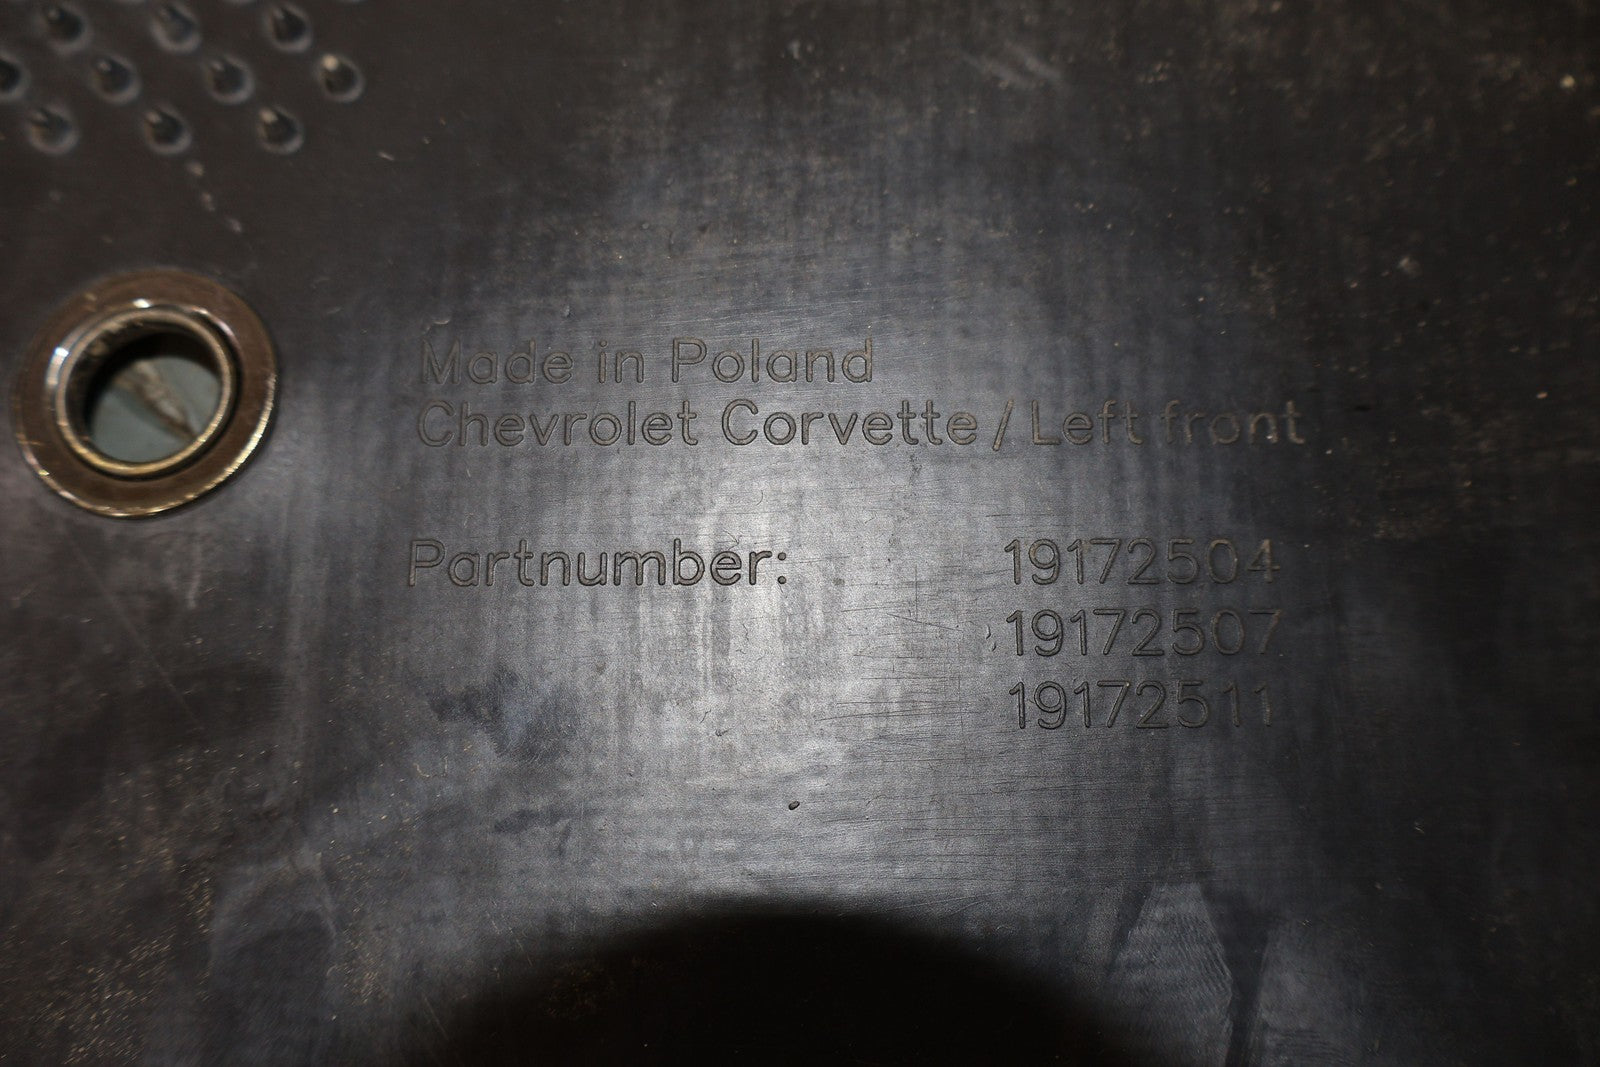 Made in Poland
Chevrolet Corvette / Left front
Partnumber: 19172504
19172507
19172511